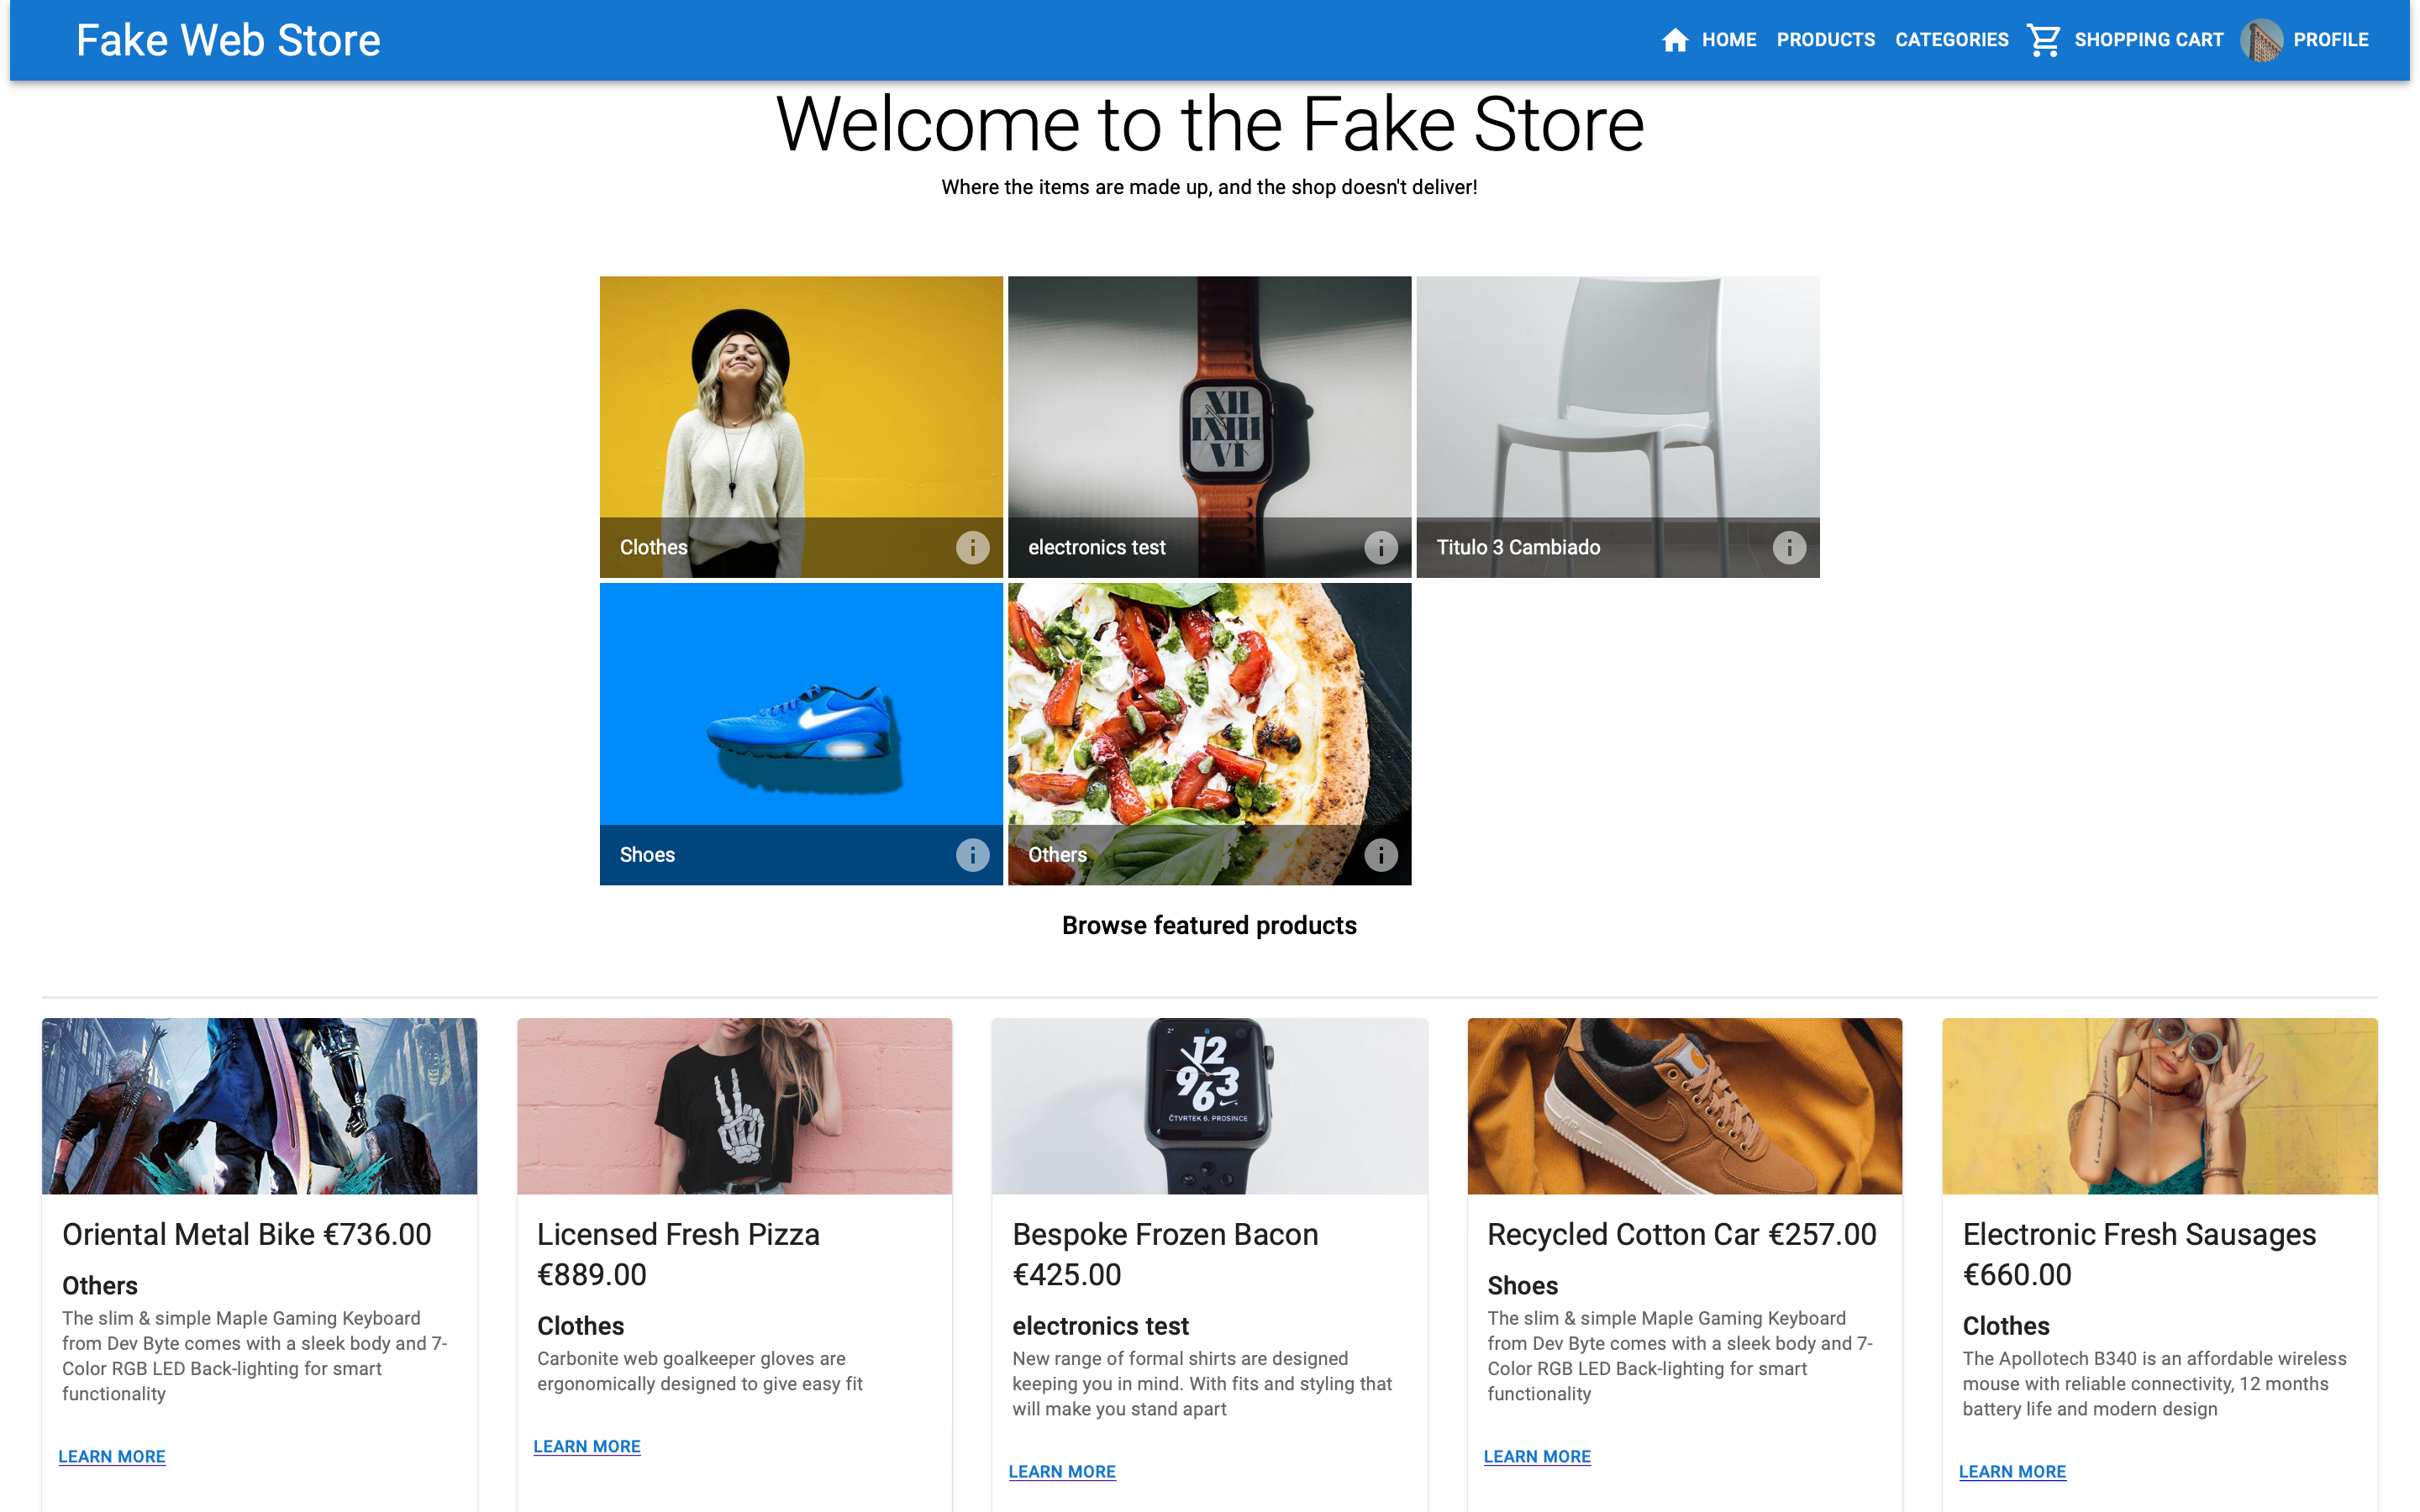 Fake Web Store
HOME PRODUCTS CATEGORIES SHOPPING CART PROFILE
Welcome to the Fake Store
Where the items are made up, and the shop doesn't deliver!
XII
VI
Clothes
electronics test
Titulo 3 Cambiado
Shoes
Others
Browse featured products
12
9 6 3
ČTVRTEK 6. PROSINCE
Oriental Metal Bike €736.00
Others
The slim & simple Maple Gaming Keyboard
from Dev Byte comes with a sleek body and 7-
Color RGB LED Back-lighting for smart
functionality
LEARN MORE
Licensed Fresh Pizza
€889.00
Clothes
Carbonite web goalkeeper gloves are
ergonomically designed to give easy fit
LEARN MORE
Bespoke Frozen Bacon
€425.00
electronics test
New range of formal shirts are designed
keeping you in mind. With fits and styling that
will make you stand apart
LEARN MORE
Recycled Cotton Car €257.00
Shoes
The slim & simple Maple Gaming Keyboard
from Dev Byte comes with a sleek body and 7-
Color RGB LED Back-lighting for smart
functionality
LEARN MORE
Electronic Fresh Sausages
€660.00
Clothes
The Apollotech B340 is an affordable wireless
mouse with reliable connectivity, 12 months
battery life and modern design
LEARN MORE